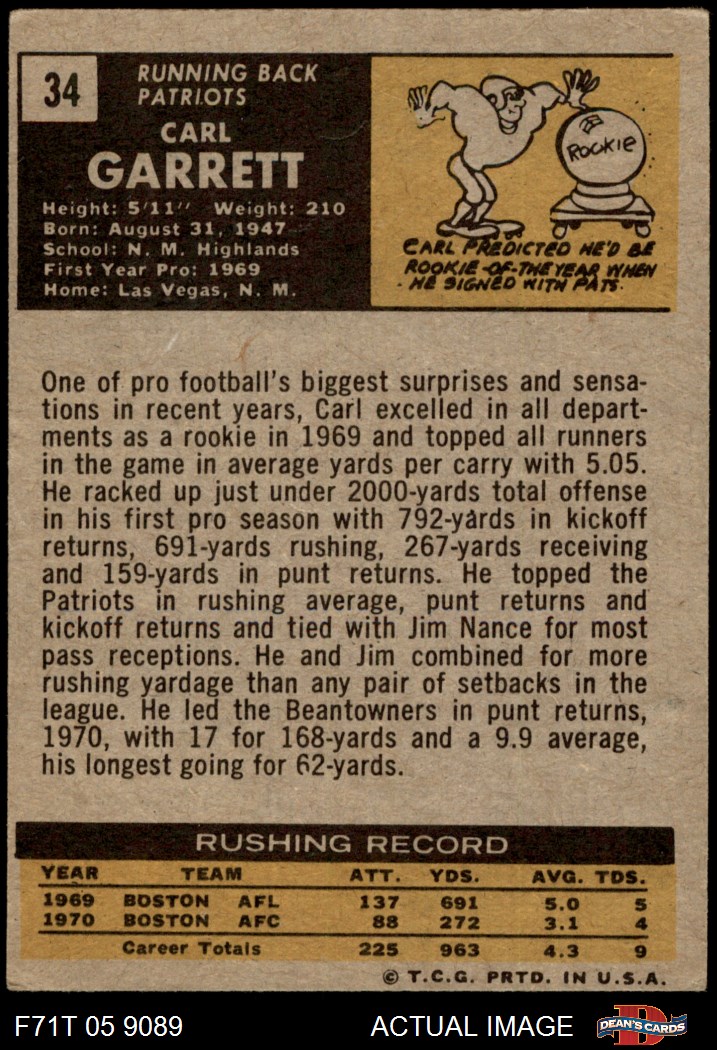 34
RUNNING BACK
PATRIOTS
CARL
GARRETT
Height: 5'11" Weight: 210
Born: August 31, 1947
School: N. M. Highlands
First Year Pro: 1969
Home: Las Vegas, N. M.
ROOKIE
CARL PREDICTED HE'D BE
ROOKIE-OF-THE YEAR WHEN
HE SIGNED WITH PATS.
One of pro football's biggest surprises and sensa-
tions in recent years, Carl excelled in all depart-
ments as a rookie in 1969 and topped all runners
in the game in average yards per carry with 5.05.
He racked up just under 2000-yards total offense
in his first pro season with 792-yards in kickoff
returns, 691-yards rushing, 267-yards receiving
and 159-yards in punt returns. He topped the
Patriots in rushing average, punt returns and
kickoff returns and tied with Jim Nance for most
pass receptions. He and Jim combined for more
rushing yardage than any pair of setbacks in the
league. He led the Beantowners in punt returns,
1970, with 17 for 168-yards and a 9.9 average,
his longest going for 62-yards.
RUSHING RECORD
YEAR TEAM ATT. YDS. AVG. TDS.
1969 BOSTON AFL 137 691 5.0 5
1970 BOSTON AFC 88 272 3.1 4
Career Totals 225 963 4.3 9
© T.C.G. PRTD. IN U.S.A.
F71T 05 9089 ACTUAL IMAGE D DEAN'S CARDS